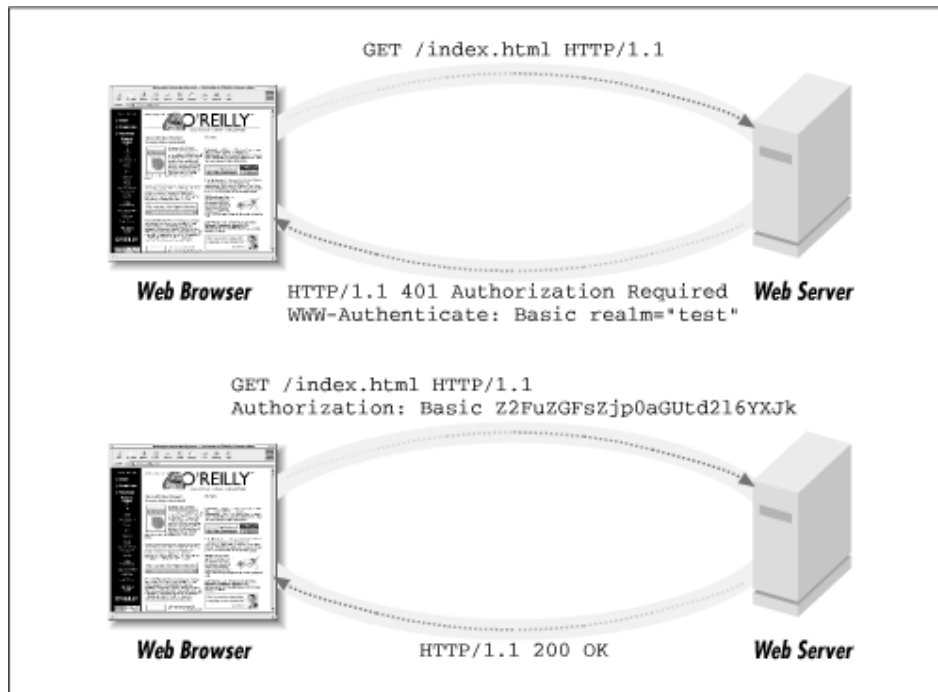 GET /index.html HTTP/1.1
O'REILLY
Web Browser
HTTP/1.1 401 Authorization Required
WWW-Authenticate: Basic realm="test"
Web Server
GET /index.html HTTP/1.1
Authorization: Basic Z2FuZGFsZjp0aGUtd2l6YXJk
O'REILLY
Web Browser
HTTP/1.1 200 OK
Web Server